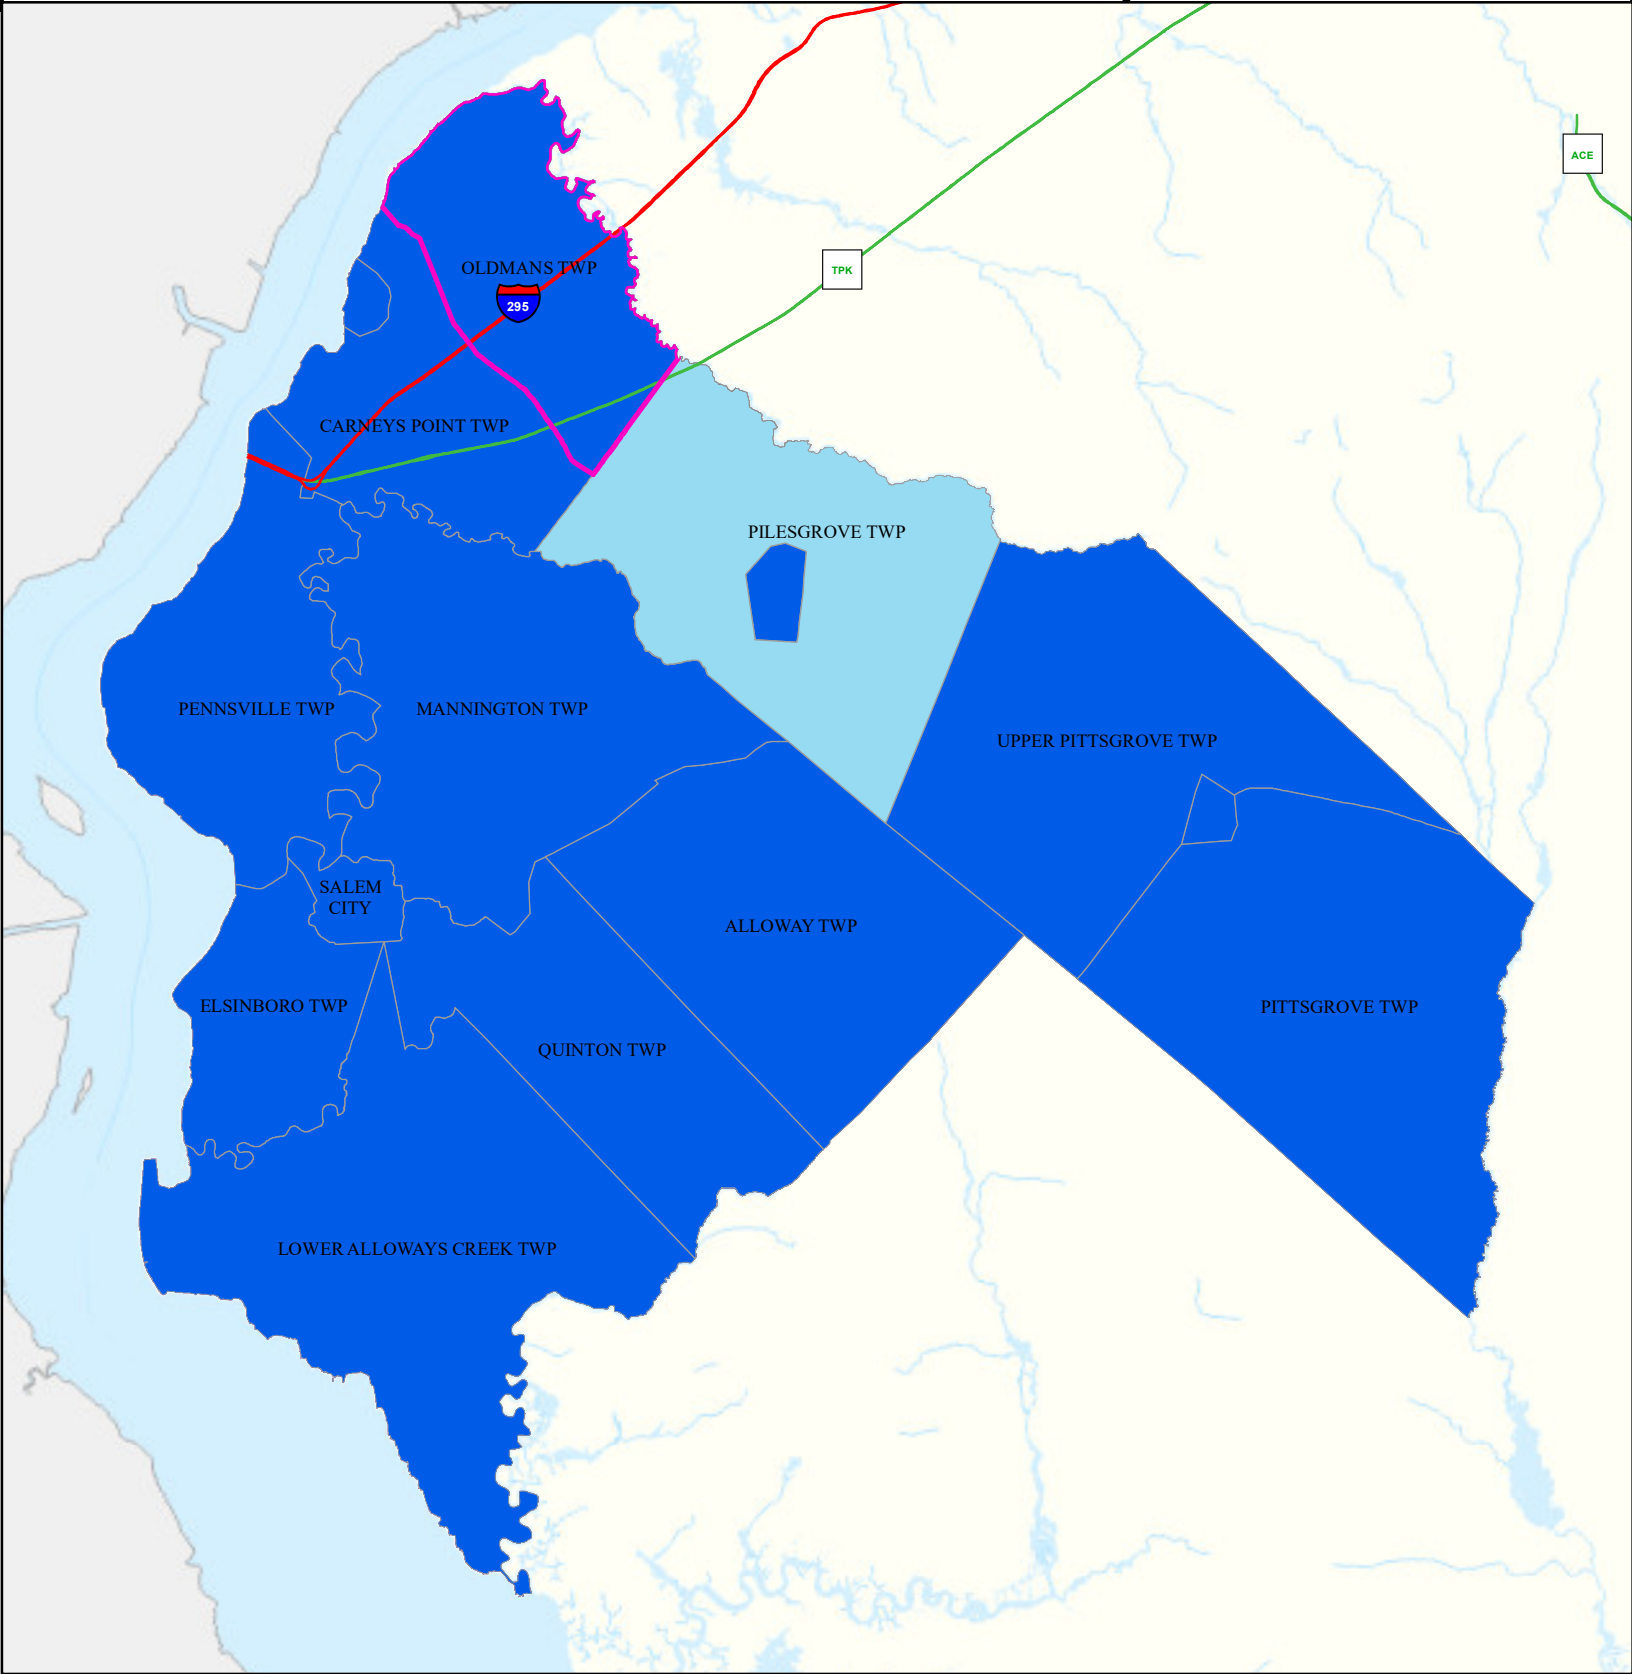 ACE
OLDMANS TWP
TPK
295
CARNEYS POINT TWP
PILESGROVE TWP
PENNSVILLE TWP
MANNINGTON TWP
UPPER PITTSGROVE TWP
SALEM
CITY
ALLOWAY TWP
ELSINBORO TWP
PITTSGROVE TWP
QUINTON TWP
LOWER ALLOWAYS CREEK TWP